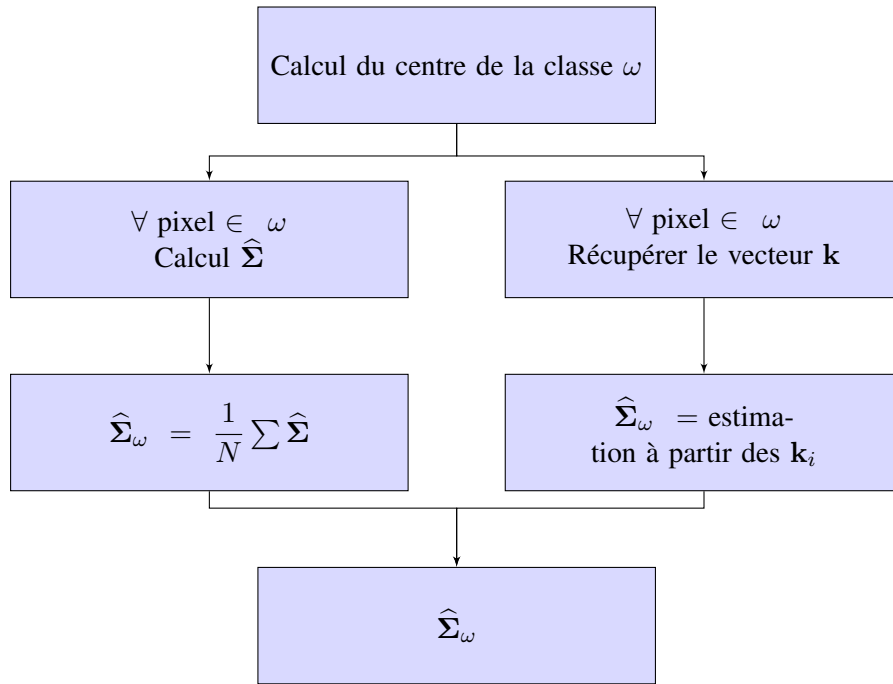 Calcul du centre de la classe ω
∀ pixel ∈ ω
Calcul Σ̂
∀ pixel ∈ ω
Récupérer le vecteur k
Σ̂_ω = 1/N ∑ Σ̂
Σ̂_ω = estima-
tion à partir des k_i
Σ̂_ω